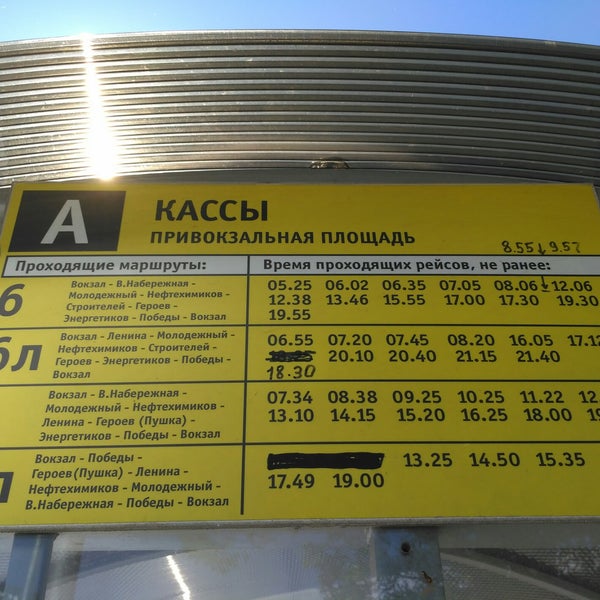 А
КАССЫ
ПРИВОКЗАЛЬНАЯ ПЛОЩАДЬ
8.55 9.57
Проходящие маршруты:
Время проходящих рейсов, не ранее:
6
Вокзал - В.Набережная -
Молодежный - Нефтехимиков -
Строителей - Героев -
Энергетиков - Победы - Вокзал
05.25 06.02 06.35 07.05 08.06 12.06
12.38 13.46 15.55 17.00 17.30 19.30
19.55
6л
Вокзал - Ленина - Молодежный -
Нефтехимиков - Строителей -
Героев - Энергетиков - Победы -
Вокзал
06.55 07.20 07.45 08.20 16.05 17.12
20.10 20.40 21.15 21.40
18.30
Вокзал - В.Набережная -
Молодежный - Нефтехимиков -
Ленина - Героев (Пушка) -
Энергетиков - Победы - Вокзал
07.34 08.38 09.25 10.25 11.22 12
13.10 14.15 15.20 16.25 18.00
Вокзал - Победы -
Героев(Пушка) - Ленина -
Нефтехимиков - Молодежный -
В.Набережная - Победы - Вокзал
13.25 14.50 15.35
17.49 19.00